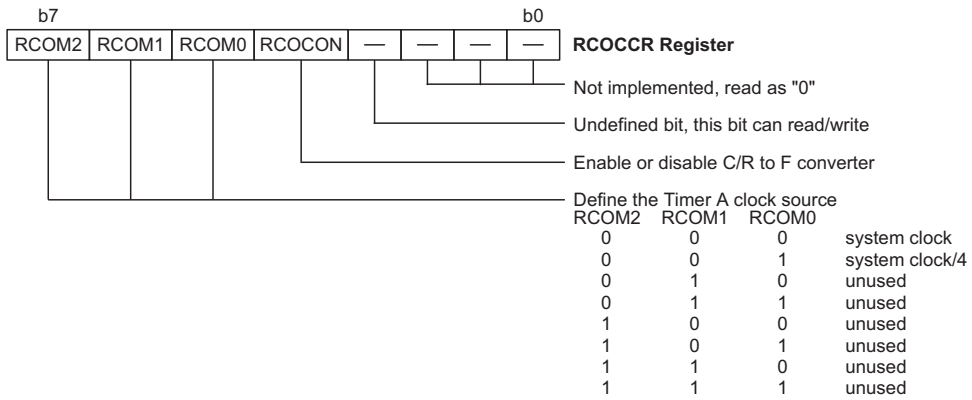 b7 b0
RCOM2 RCOM1 RCOM0 RCOCON — — — — RCOCCR Register
Not implemented, read as "0"
Undefined bit, this bit can read/write
Enable or disable C/R to F converter
Define the Timer A clock source
RCOM2 RCOM1 RCOM0
0 0 0 system clock
0 0 1 system clock/4
0 1 0 unused
0 1 1 unused
1 0 0 unused
1 0 1 unused
1 1 0 unused
1 1 1 unused